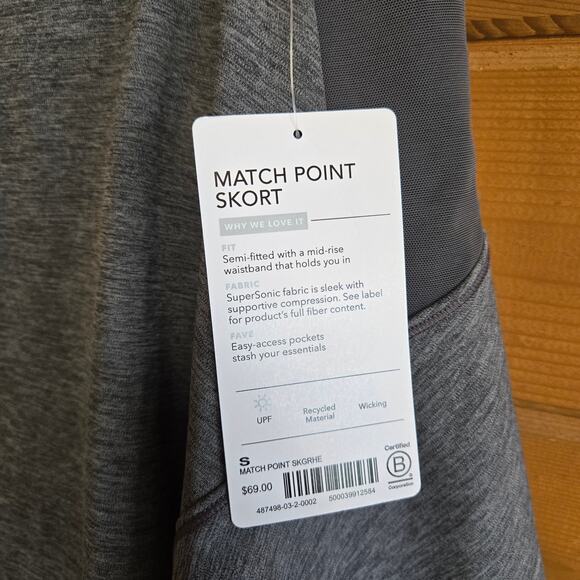 MATCH POINT
SKORT
WHY WE LOVE IT
FIT
Semi-fitted with a mid-rise
waistband that holds you in
FABRIC
SuperSonic fabric is sleek with
supportive compression. See label
for product's full fiber content.
FAVE
Easy-access pockets
stash your essentials
UPF
Recycled
Material
Wicking
S
MATCH POINT SKGRHE
$69.00
487498-03-2-0002
500039912584
Certified
B
Corporation